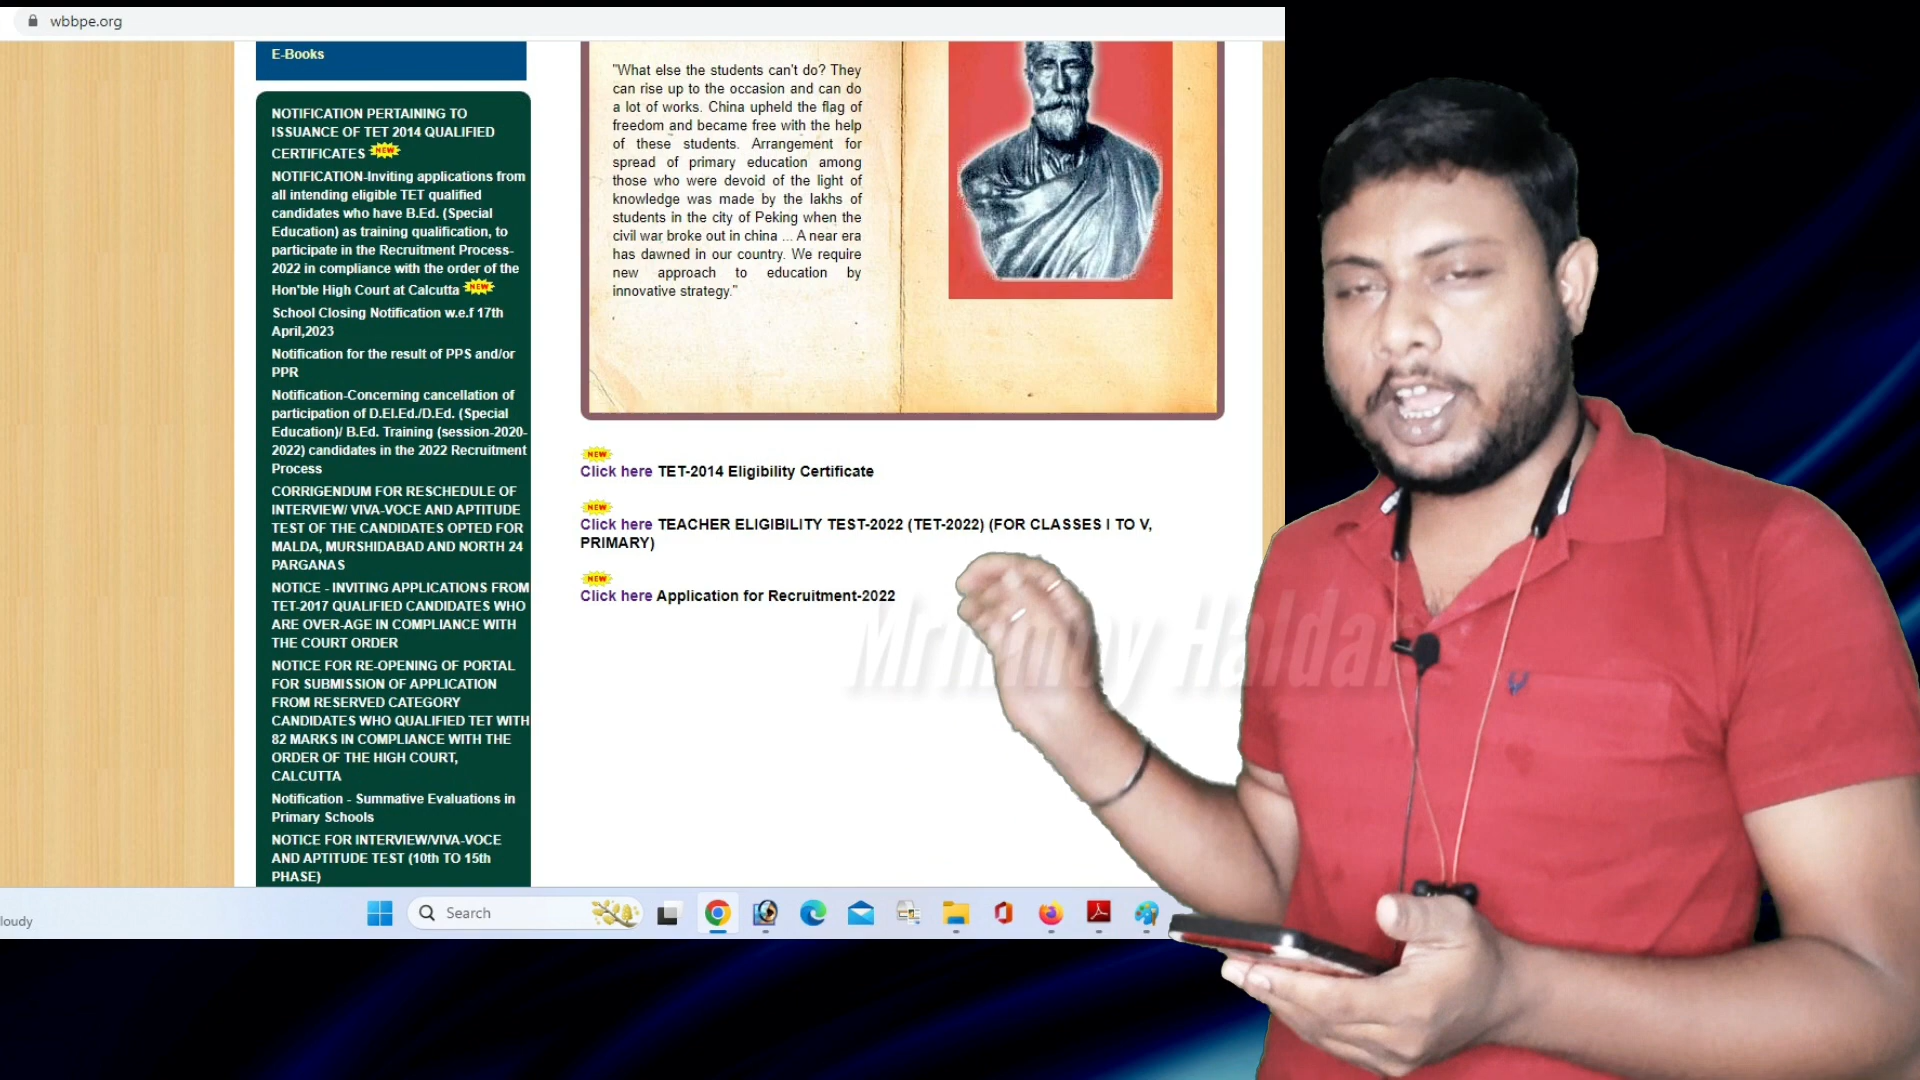 wbbpe.org
E-Books
NOTIFICATION PERTAINING TO
ISSUANCE OF TET 2014 QUALIFIED
CERTIFICATES NEW
NOTIFICATION-Inviting applications from
all intending eligible TET qualified
candidates who have B.Ed. (Special
Education) as training qualification, to
participate in the Recruitment Process-
2022 in compliance with the order of the
Hon'ble High Court at Calcutta NEW
School Closing Notification w.e.f 17th
April,2023
Notification for the result of PPS and/or
PPR
Notification-Concerning cancellation of
participation of D.El.Ed./D.Ed. (Special
Education)/ B.Ed. Training (session-2020-
2022) candidates in the 2022 Recruitment
Process
CORRIGENDUM FOR RESCHEDULE OF
INTERVIEW/ VIVA-VOCE AND APTITUDE
TEST OF THE CANDIDATES OPTED FOR
MALDA, MURSHIDABAD AND NORTH 24
PARGANAS
NOTICE - INVITING APPLICATIONS FROM
TET-2017 QUALIFIED CANDIDATES WHO
ARE OVER-AGE IN COMPLIANCE WITH
THE COURT ORDER
NOTICE FOR RE-OPENING OF PORTAL
FOR SUBMISSION OF APPLICATION
FROM RESERVED CATEGORY
CANDIDATES WHO QUALIFIED TET WITH
82 MARKS IN COMPLIANCE WITH THE
ORDER OF THE HIGH COURT,
CALCUTTA
Notification - Summative Evaluations in
Primary Schools
NOTICE FOR INTERVIEW/VIVA-VOCE
AND APTITUDE TEST (10th TO 15th
PHASE)
"What else the students can't do? They
can rise up to the occasion and can do
a lot of works. China upheld the flag of
freedom and became free with the help
of these students. Arrangement for
spread of primary education among
those who were devoid of the light of
knowledge was made by the lakhs of
students in the city of Peking when the
civil war broke out in china ... A near era
has dawned in our country. We require
new approach to education by
innovative strategy."
NEW
Click here TET-2014 Eligibility Certificate
NEW
Click here TEACHER ELIGIBILITY TEST-2022 (TET-2022) (FOR CLASSES I TO V,
PRIMARY)
NEW
Click here Application for Recruitment-2022
Haldar
loudy
Search